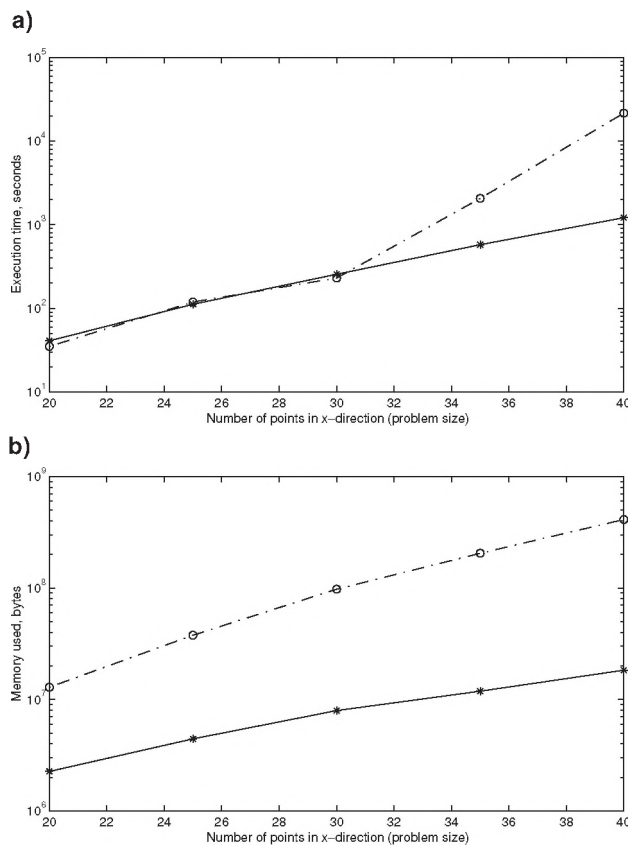 a)
10^5
10^4
10^3
10^2
10^1
Execution time, seconds
20 22 24 26 28 30 32 34 36 38 40
Number of points in x−direction (problem size)
b)
10^9
10^8
10^7
10^6
Memory used, bytes
20 22 24 26 28 30 32 34 36 38 40
Number of points in x−direction (problem size)